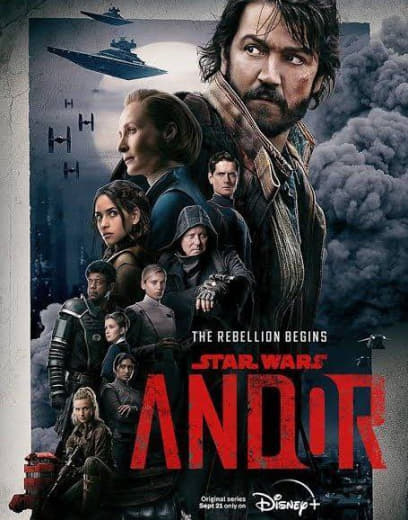 THE REBELLION BEGINS
STAR WARS
ANDOR
Original series
Sept 21 only on
Disney+